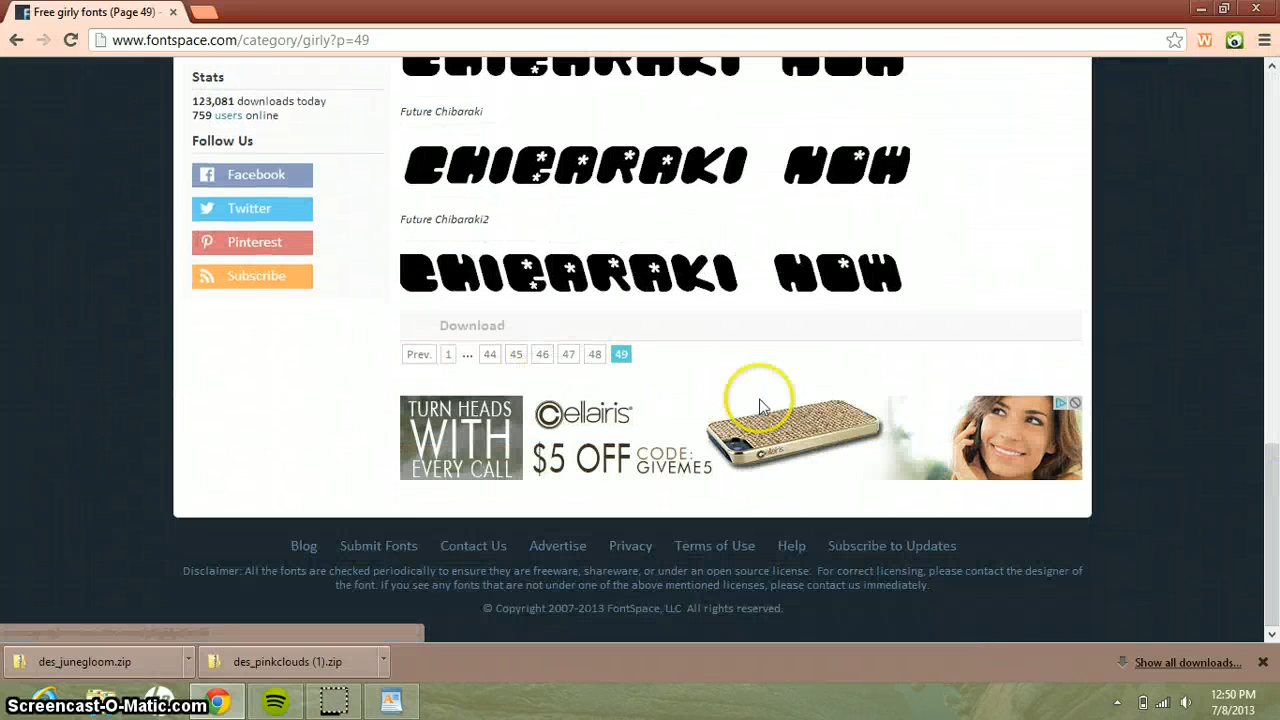 Free girly fonts (Page 49) -
www.fontspace.com/category/girly?p=49
Stats
123,081 downloads today
759 users online
Follow Us
Facebook
Twitter
Pinterest
Subscribe
CHIBARAKI NOW
Future Chibaraki
CHIBARAKI NOW
Future Chibaraki2
CHIBARAKI NOW
Download
Prev. 1 ... 44 45 46 47 48 49
TURN HEADS
WITH
EVERY CALL
Cellairis
$5 OFF CODE:
GIVEME5
Cellairis
Blog Submit Fonts Contact Us Advertise Privacy Terms of Use Help Subscribe to Updates
Disclaimer: All the fonts are checked periodically to ensure they are freeware, shareware, or under an open source license. For correct licensing, please contact the designer of
the font. If you see any fonts that are not under one of the above mentioned licenses, please contact us immediately.
© Copyright 2007-2013 FontSpace, LLC All rights reserved.
des_junegloom.zip
des_pinkclouds (1).zip
Show all downloads...
Screencast-O-Matic.com
12:50 PM
7/8/2013